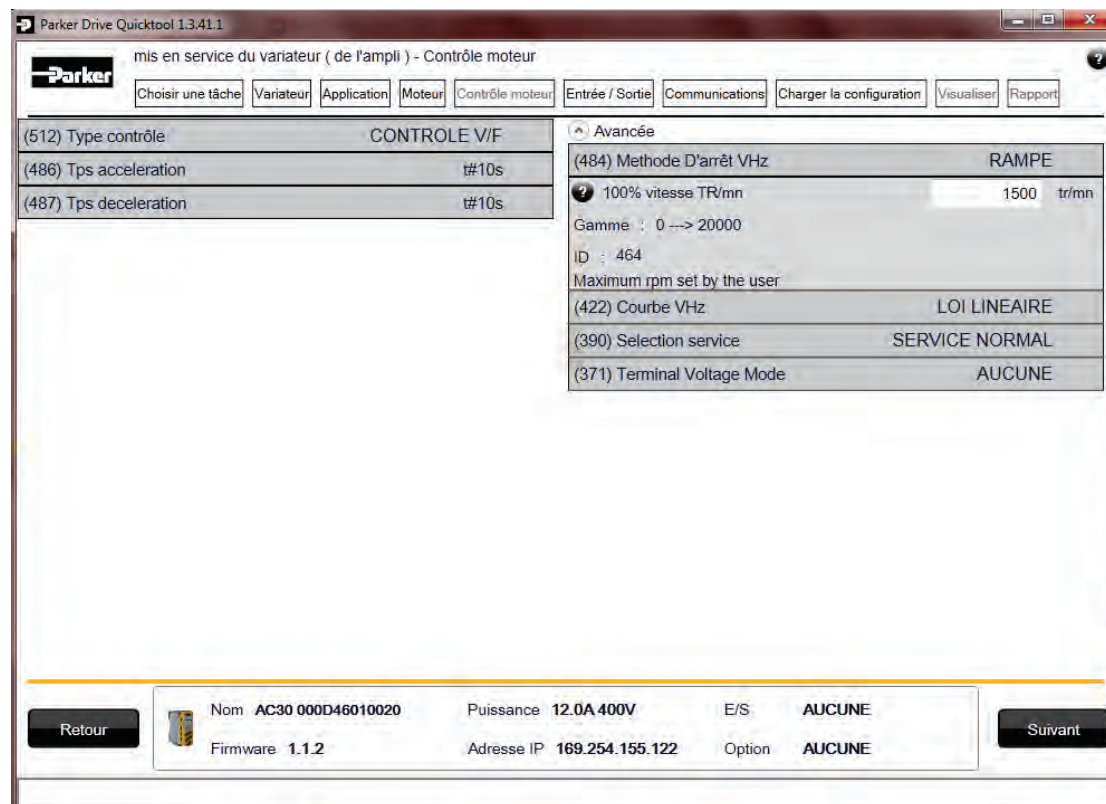 Parker Drive Quicktool 1.3.41.1
mis en service du variateur ( de l'ampli ) - Contrôle moteur
Parker
Choisir une tâche Variateur Application Moteur Contrôle moteur Entrée / Sortie Communications Charger la configuration Visualiser Rapport
(512) Type contrôle CONTROLE V/F
(486) Tps acceleration t#10s
(487) Tps deceleration t#10s
Avancée
(484) Methode D'arrêt VHz RAMPE
100% vitesse TR/mn 1500 tr/mn
Gamme : 0 ---> 20000
ID : 464
Maximum rpm set by the user
(422) Courbe VHz LOI LINEAIRE
(390) Selection service SERVICE NORMAL
(371) Terminal Voltage Mode AUCUNE
Retour
Nom AC30 000D46010020 Puissance 12.0A 400V E/S AUCUNE
Firmware 1.1.2 Adresse IP 169.254.155.122 Option AUCUNE
Suivant